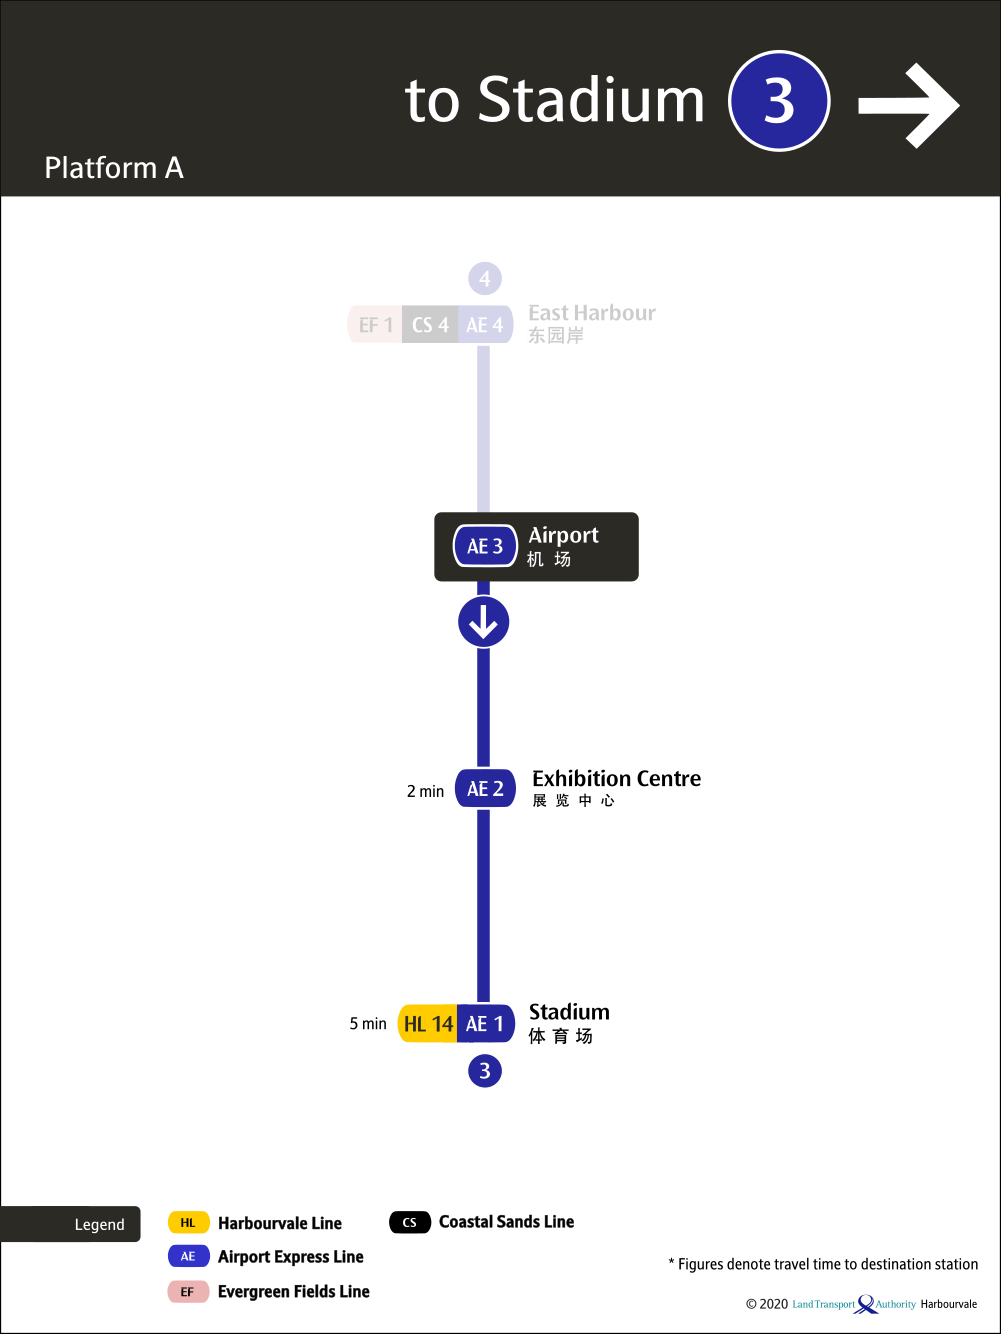 to Stadium 3
Platform A
4
EF 1 CS 4 AE 4 East Harbour
东园岸
AE 3 Airport
机场
2 min AE 2 Exhibition Centre
展览中心
5 min HL 14 AE 1 Stadium
体育场
3
Legend
HL Harbourvale Line
AE Airport Express Line
EF Evergreen Fields Line
CS Coastal Sands Line
* Figures denote travel time to destination station
© 2020 Land Transport Authority Harbourvale